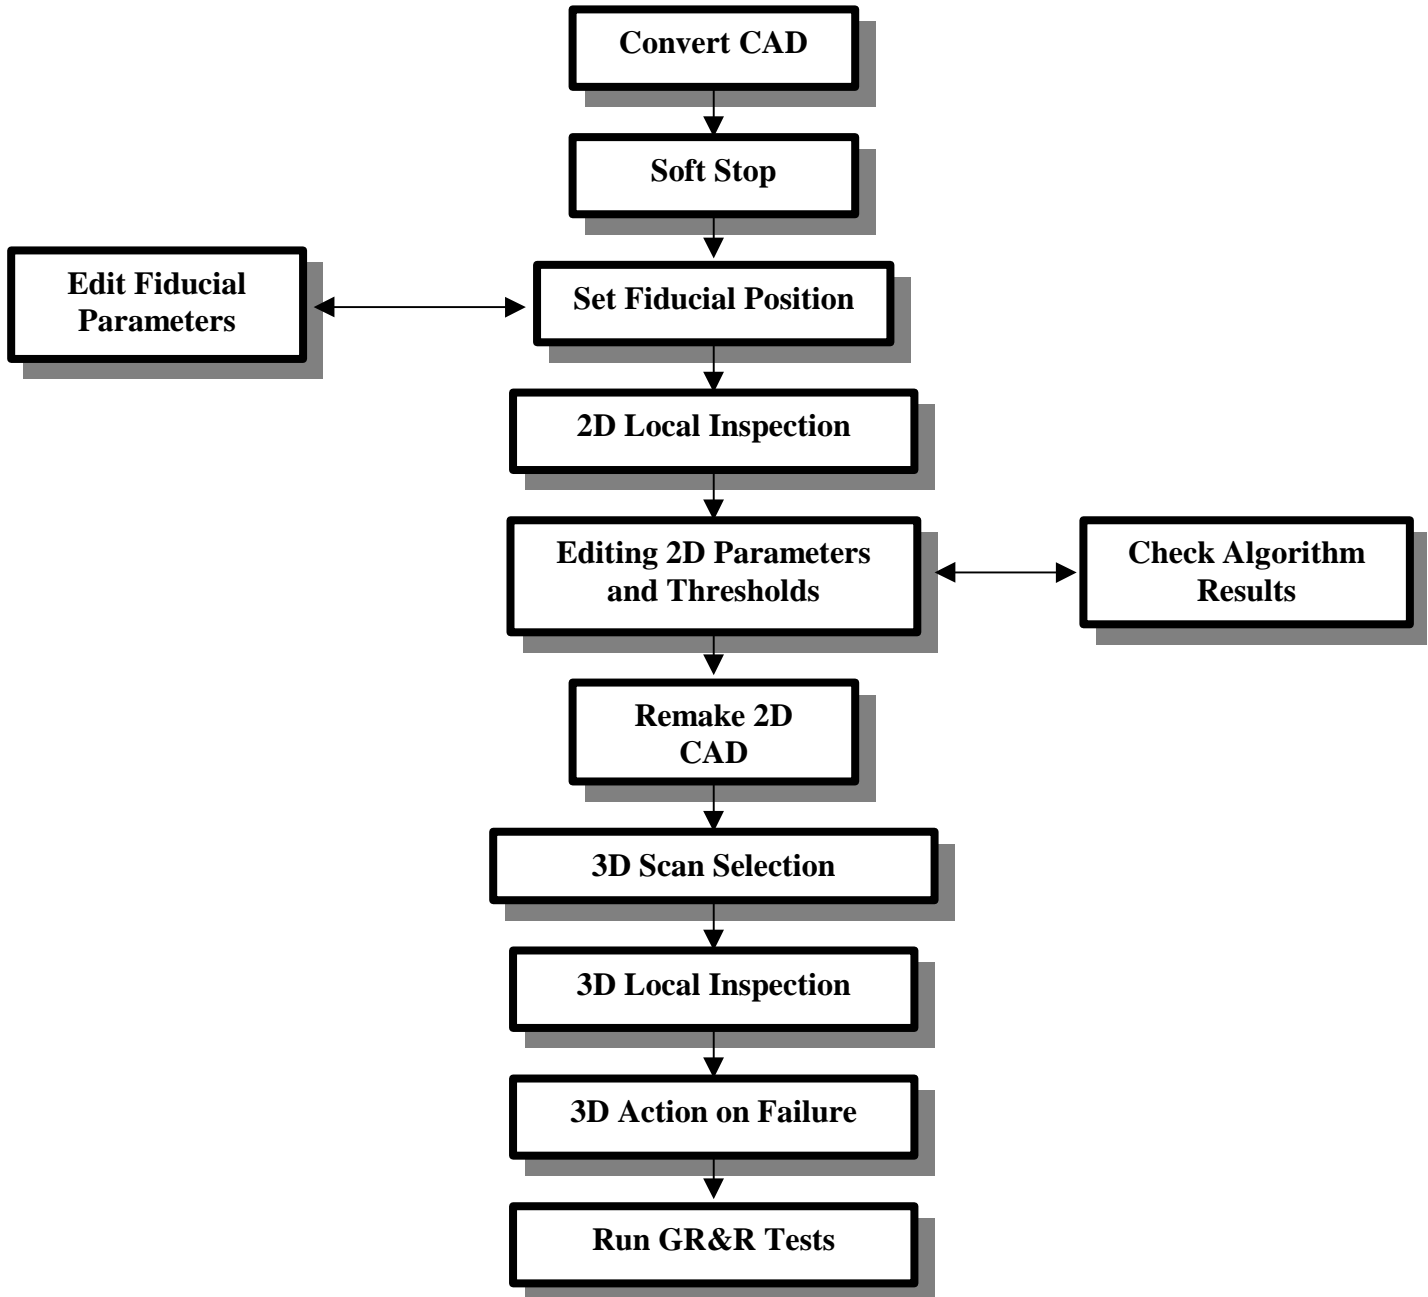 Convert CAD
Soft Stop
Edit Fiducial
Parameters
Set Fiducial Position
2D Local Inspection
Editing 2D Parameters
and Thresholds
Check Algorithm
Results
Remake 2D
CAD
3D Scan Selection
3D Local Inspection
3D Action on Failure
Run GR&R Tests